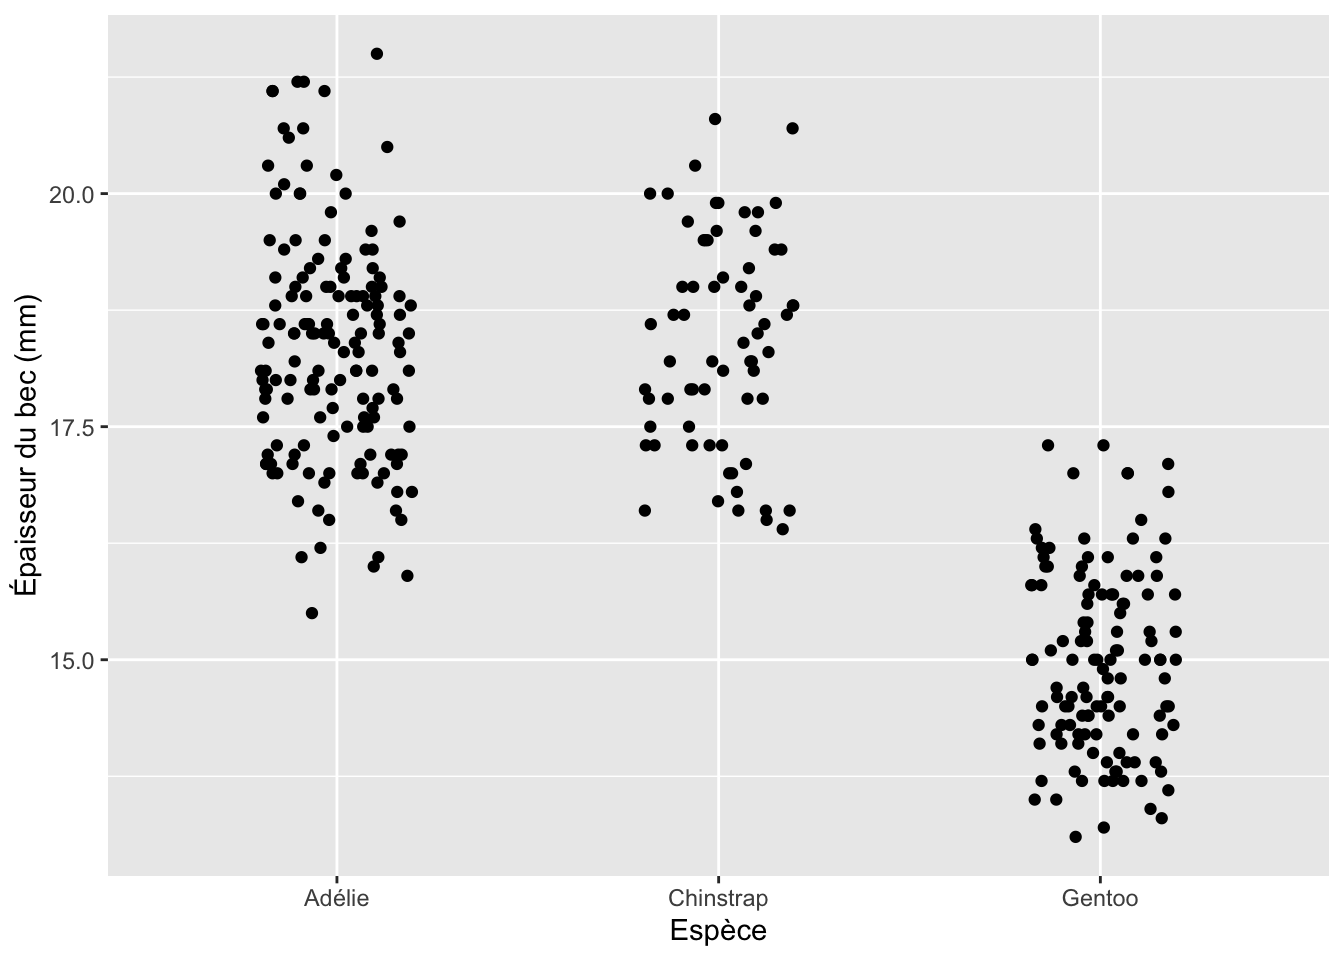 Épaisseur du bec (mm)
20.0
17.5
15.0
Adélie
Chinstrap
Gentoo
Espèce